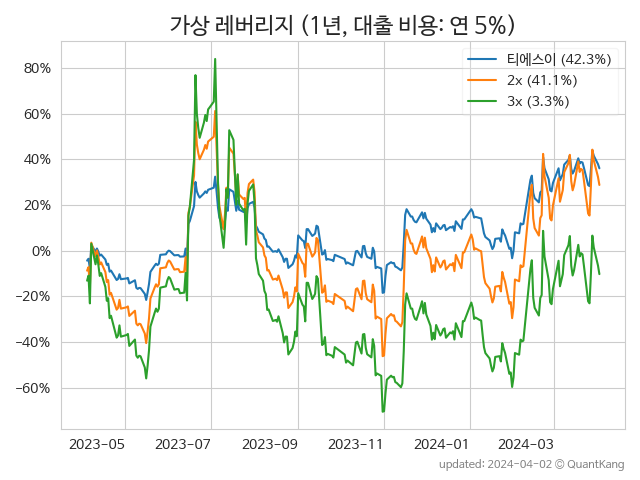 가상 레버리지 (1년, 대출 비용: 연 5%)
티에스이 (42.3%)
2x (41.1%)
3x (3.3%)
80%
60%
40%
20%
0%
−20%
−40%
−60%
2023-05 2023-07 2023-09 2023-11 2024-01 2024-03
updated: 2024-04-02 © QuantKang